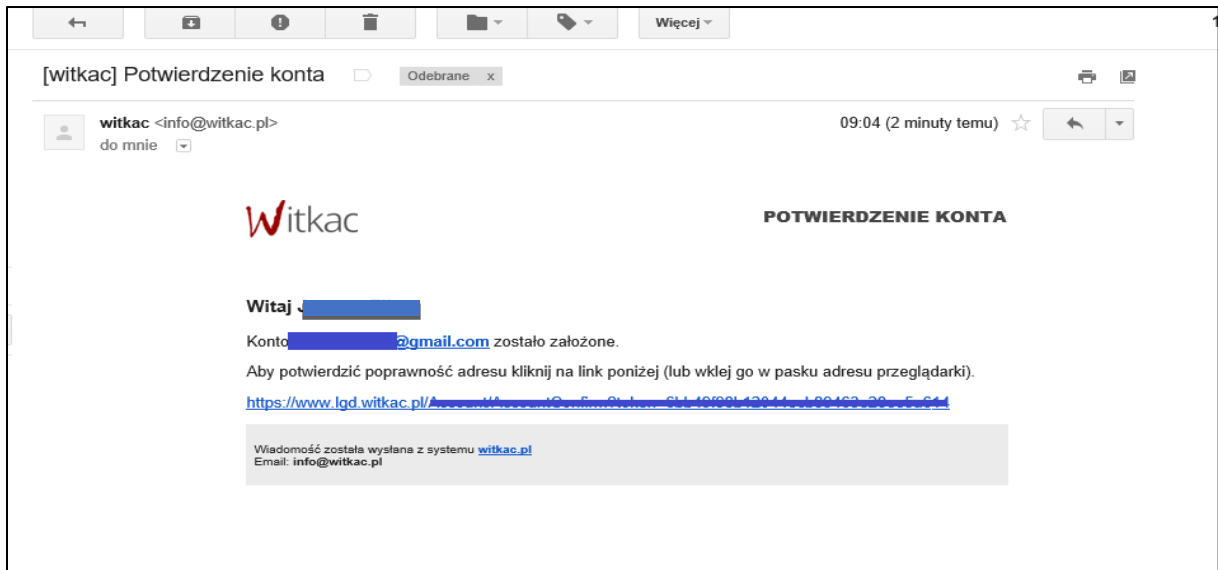 Więcej
1
[witkac] Potwierdzenie konta Odebrane x
witkac <info@witkac.pl> 09:04 (2 minuty temu)
do mnie
Witkac POTWIERDZENIE KONTA
Witaj
Konto @gmail.com zostało założone.
Aby potwierdzić poprawność adresu kliknij na link poniżej (lub wklej go w pasku adresu przeglądarki).
https://www.lgd.witkac.pl/
Wiadomość została wysłana z systemu witkac.pl
Email: info@witkac.pl